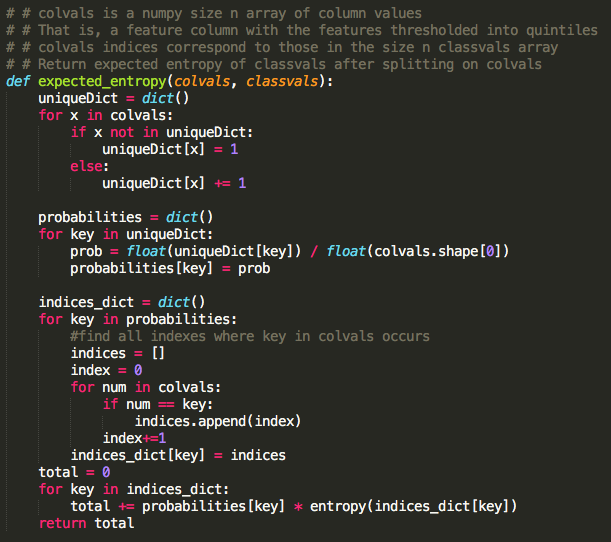 # # colvals is a numpy size n array of column values
# # That is, a feature column with the features thresholded into quintiles
# # colvals indices correspond to those in the size n classvals array
# # Return expected entropy of classvals after splitting on colvals
def expected_entropy(colvals, classvals):
    uniqueDict = dict()
    for x in colvals:
        if x not in uniqueDict:
            uniqueDict[x] = 1
        else:
            uniqueDict[x] += 1

    probabilities = dict()
    for key in uniqueDict:
        prob = float(uniqueDict[key]) / float(colvals.shape[0])
        probabilities[key] = prob

    indices_dict = dict()
    for key in probabilities:
        #find all indexes where key in colvals occurs
        indices = []
        index = 0
        for num in colvals:
            if num == key:
                indices.append(index)
            index+=1
        indices_dict[key] = indices
    total = 0
    for key in indices_dict:
        total += probabilities[key] * entropy(indices_dict[key])
    return total